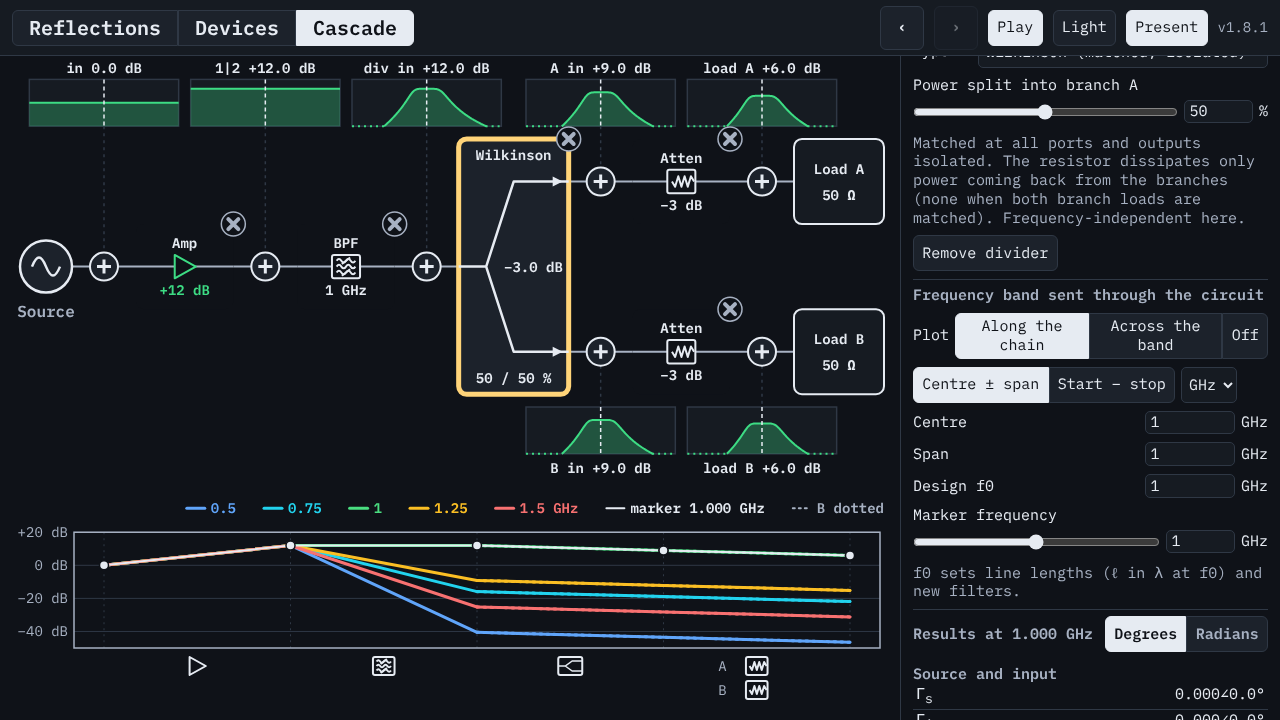 Reflections Devices Cascade ‹ › Play Light Present v1.8.1
in 0.0 dB 1|2 +12.0 dB div in +12.0 dB A in +9.0 dB load A +6.0 dB
Wilkinson
Atten
−3 dB
Load A
50 Ω
Amp
+12 dB
BPF
1 GHz
−3.0 dB
Source
Atten
−3 dB
Load B
50 Ω
50 / 50 %
B in +9.0 dB load B +6.0 dB
0.5 0.75 1 1.25 1.5 GHz marker 1.000 GHz B dotted
+20 dB
0 dB
−20 dB
−40 dB
A
B
Power split into branch A
50 %
Matched at all ports and outputs
isolated. The resistor dissipates only
power coming back from the branches
(none when both branch loads are
matched). Frequency-independent here.
Remove divider
Frequency band sent through the circuit
Plot Along the chain Across the band Off
Centre ± span Start − stop GHz
Centre 1 GHz
Span 1 GHz
Design f0 1 GHz
Marker frequency
1 GHz
f0 sets line lengths (ℓ in λ at f0) and
new filters.
Results at 1.000 GHz Degrees Radians
Source and input
Γs 0.000∠0.0°